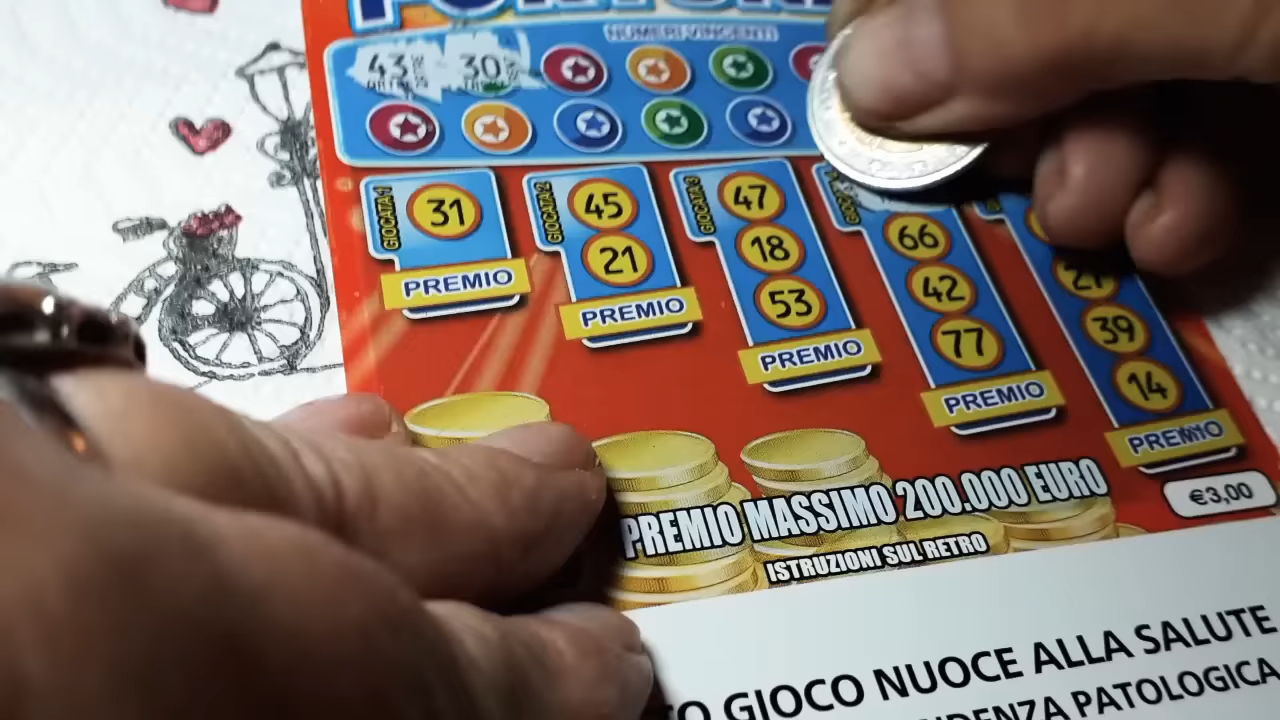 NUMERI VINCENTI
43 30
GIOCATA 1
31
PREMIO
GIOCATA 2
45
21
PREMIO
GIOCATA 3
47
18
53
PREMIO
66
42
77
PREMIO
21
39
14
PREMIO
PREMIO MASSIMO 200.000 EURO
ISTRUZIONI SUL RETRO
€3,00
GIOCO NUOCE ALLA SALUTE
PATOLOGICA